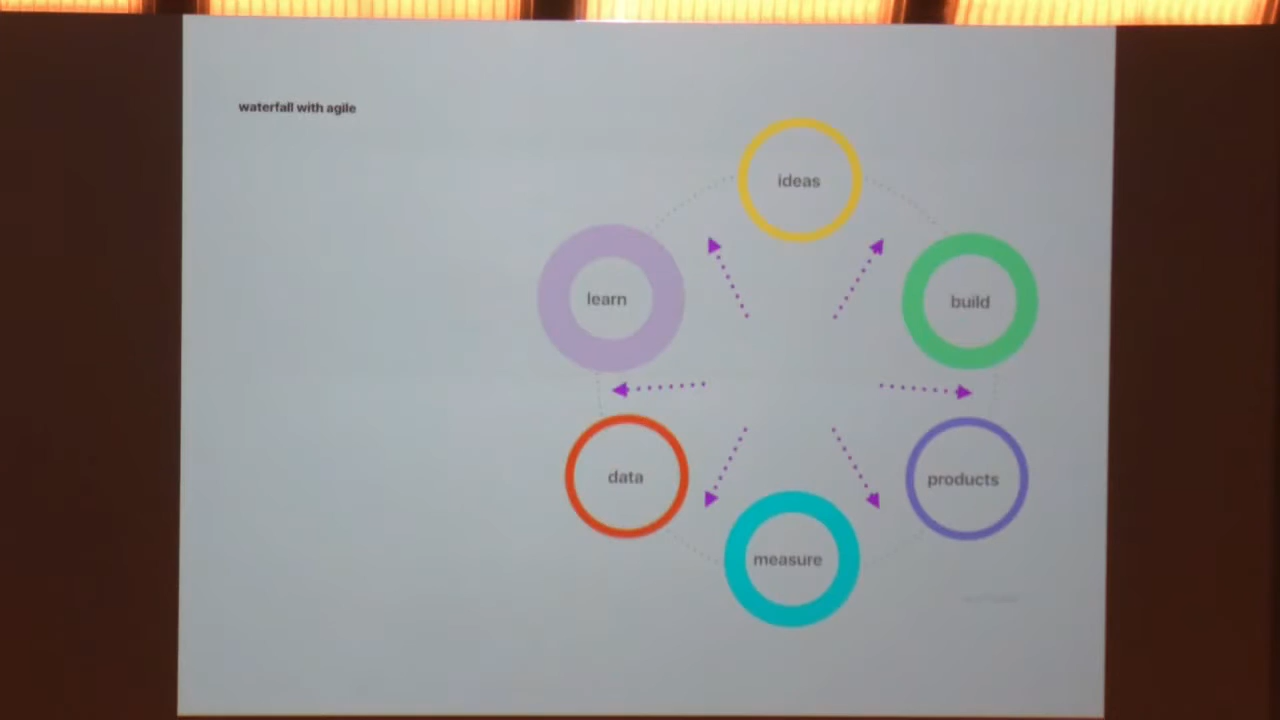 waterfall with agile
ideas
learn
build
data
products
measure